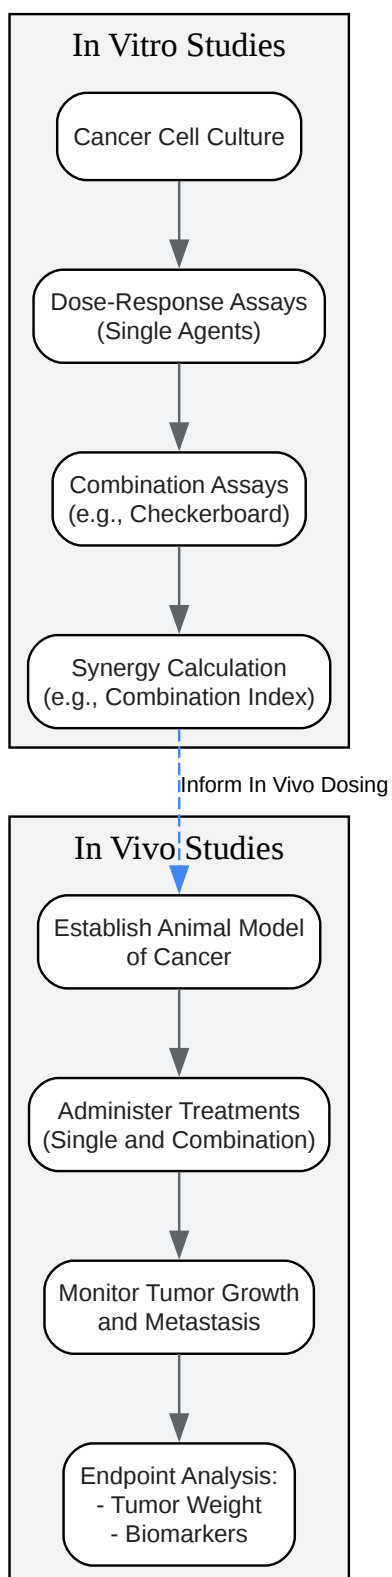 In Vitro Studies
Cancer Cell Culture
Dose-Response Assays
(Single Agents)
Combination Assays
(e.g., Checkerboard)
Synergy Calculation
(e.g., Combination Index)
Inform In Vivo Dosing
In Vivo Studies
Establish Animal Model
of Cancer
Administer Treatments
(Single and Combination)
Monitor Tumor Growth
and Metastasis
Endpoint Analysis:
- Tumor Weight
- Biomarkers